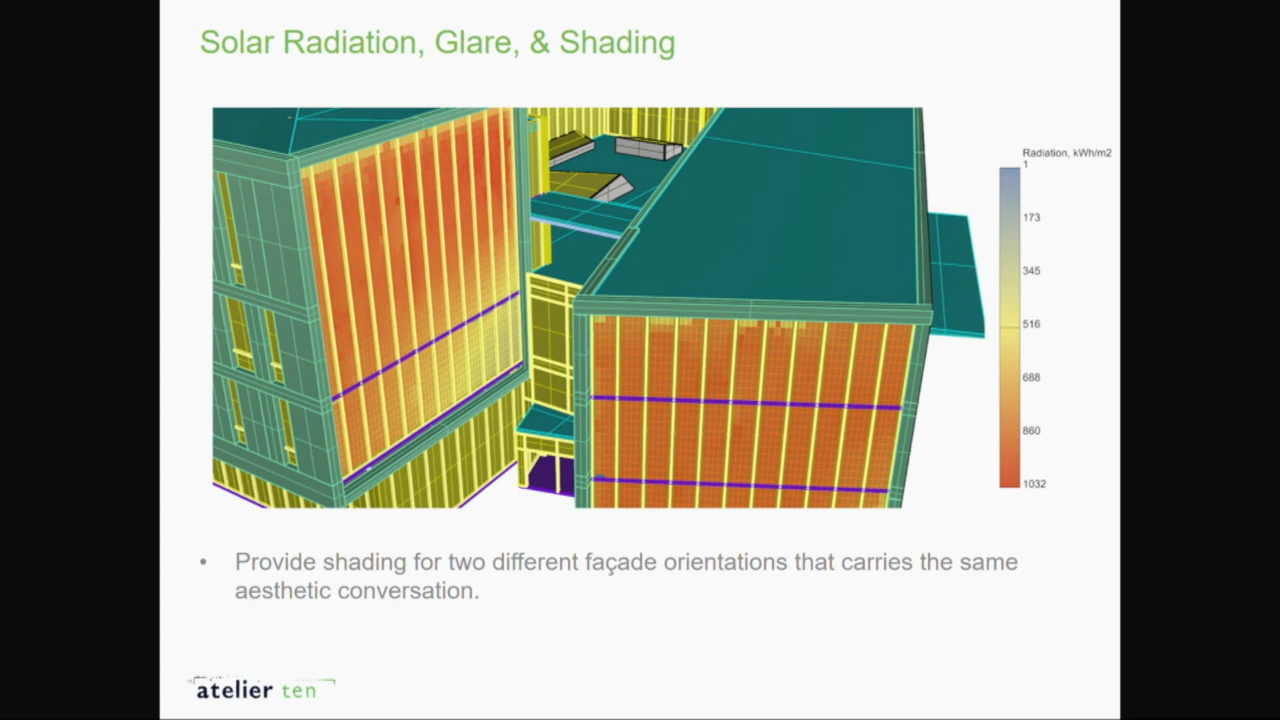 Solar Radiation, Glare, & Shading
Radiation, kWh/m2
1
173
345
516
688
860
1032
• Provide shading for two different façade orientations that carries the same
aesthetic conversation.
atelier ten